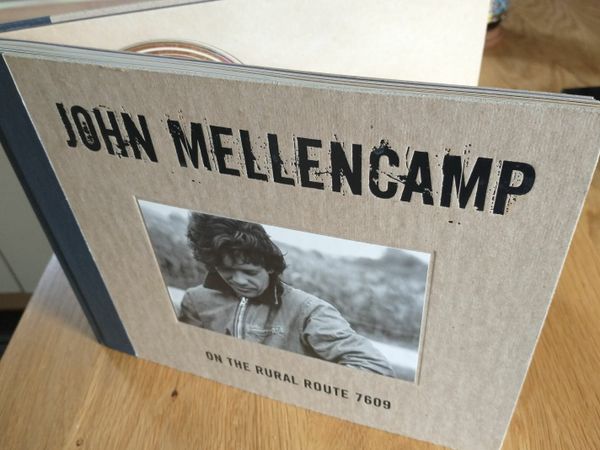 JOHN MELLENCAMP
ON THE RURAL ROUTE 7609